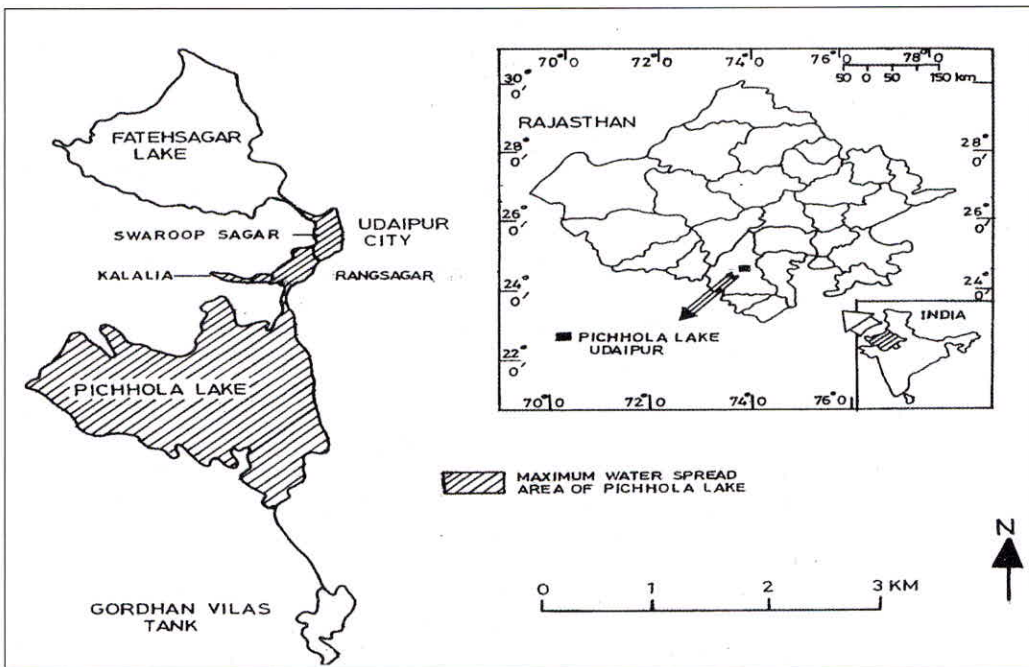 FATEHSAGAR
LAKE
SWAROOP SAGAR
UDAIPUR
CITY
KALALIA
RANGSAGAR
PICHHOLA LAKE
GORDHAN VILAS
TANK
70° 72° 74° 76° 78°
0' 0' 0' 0' 0'
50 0 50 150 km
30°
0'
28°
0'
26°
0'
24°
0'
22°
0'
RAJASTHAN
28°
0'
26°
0'
24°
0'
PICHHOLA LAKE
UDAIPUR
INDIA
70° 72° 74° 76°
0' 0' 0' 0'
MAXIMUM WATER SPREAD
AREA OF PICHHOLA LAKE
N
0 1 2 3 KM